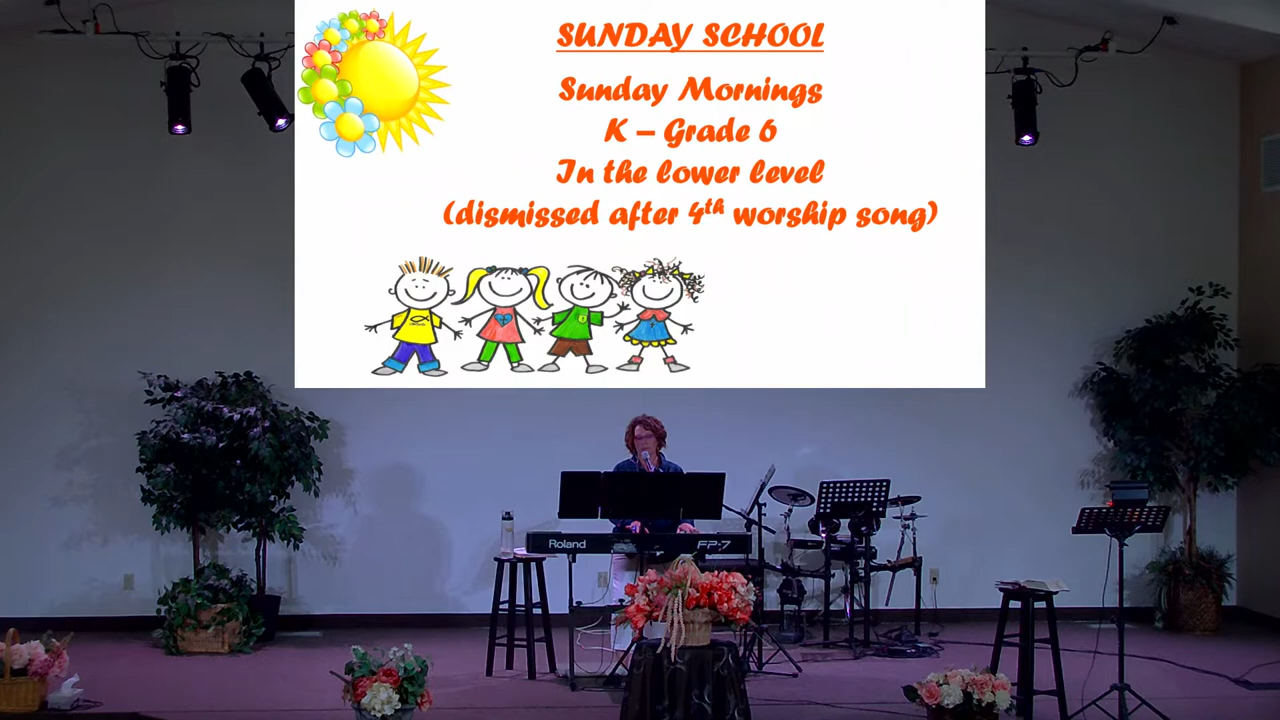 SUNDAY SCHOOL
Sunday Mornings
K – Grade 6
In the lower level
(dismissed after 4th worship song)
Roland
FP-7